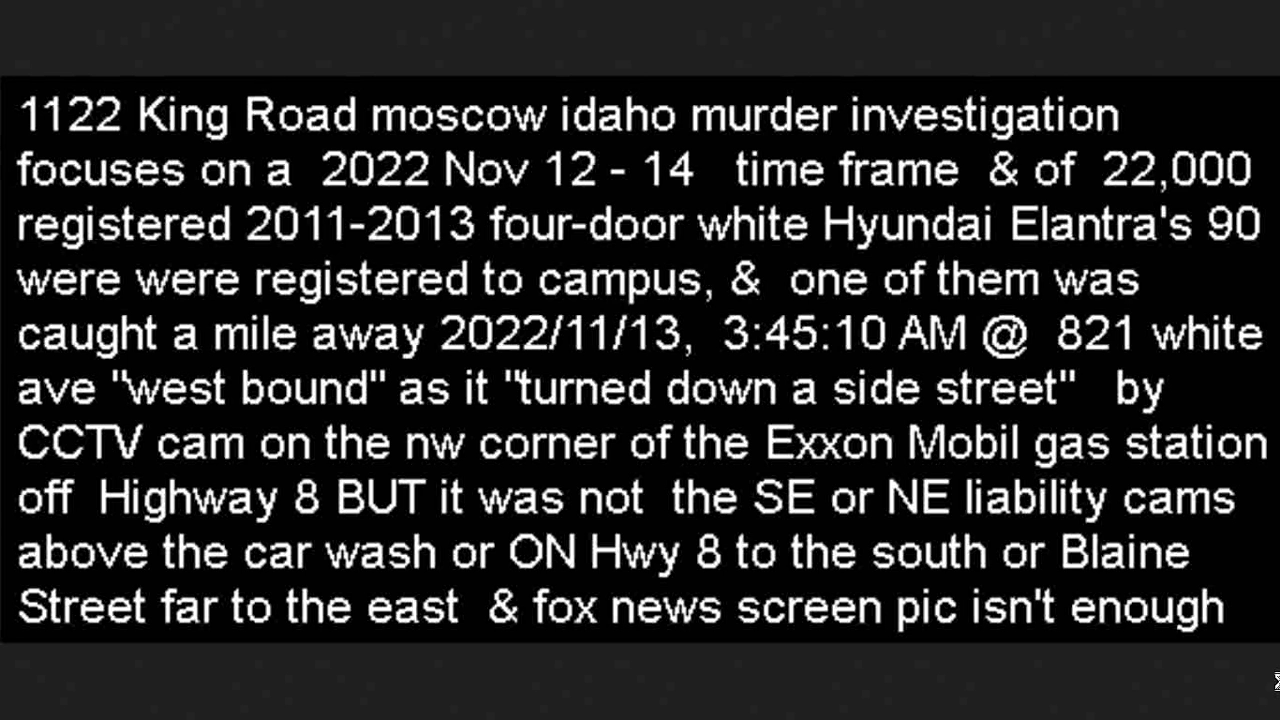 1122 King Road moscow idaho murder investigation
focuses on a 2022 Nov 12 - 14 time frame & of 22,000
registered 2011-2013 four-door white Hyundai Elantra's 90
were were registered to campus, & one of them was
caught a mile away 2022/11/13, 3:45:10 AM @ 821 white
ave "west bound" as it "turned down a side street" by
CCTV cam on the nw corner of the Exxon Mobil gas station
off Highway 8 BUT it was not the SE or NE liability cams
above the car wash or ON Hwy 8 to the south or Blaine
Street far to the east & fox news screen pic isn't enough